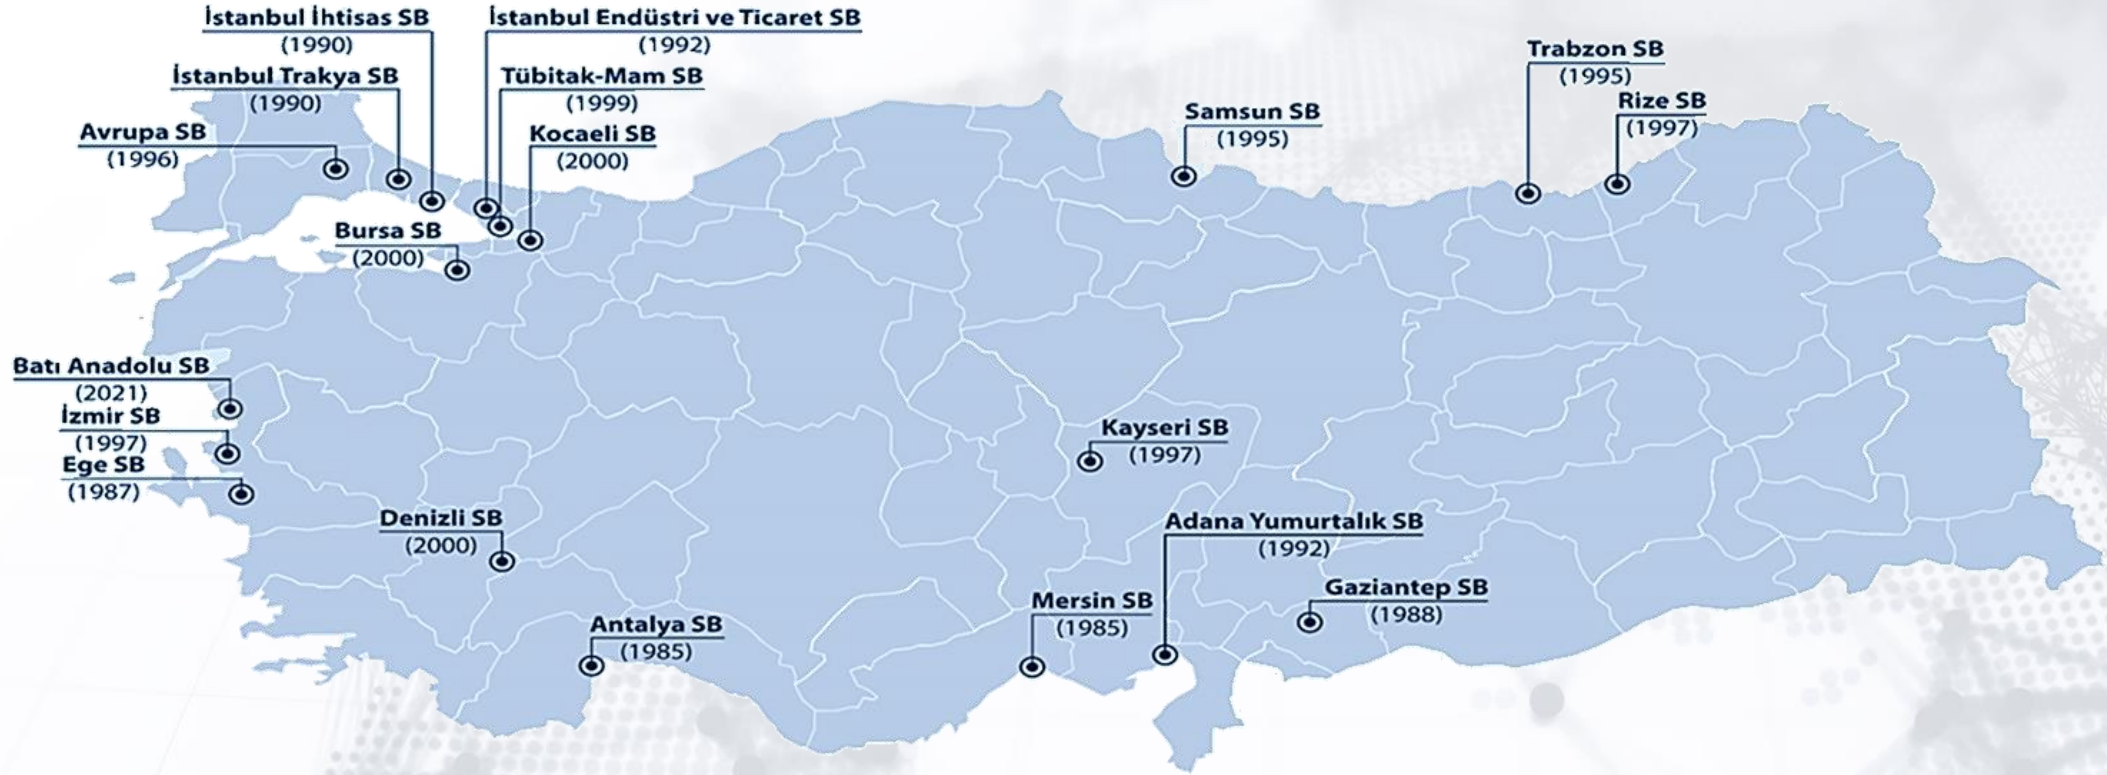 İstanbul İhtisas SB
(1990)
İstanbul Endüstri ve Ticaret SB
(1992)
İstanbul Trakya SB
(1990)
Tübitak-Mam SB
(1999)
Avrupa SB
(1996)
Kocaeli SB
(2000)
Bursa SB
(2000)
Trabzon SB
(1995)
Rize SB
(1997)
Samsun SB
(1995)
Batı Anadolu SB
(2021)
İzmir SB
(1997)
Ege SB
(1987)
Kayseri SB
(1997)
Denizli SB
(2000)
Adana Yumurtalık SB
(1992)
Gaziantep SB
(1988)
Mersin SB
(1985)
Antalya SB
(1985)